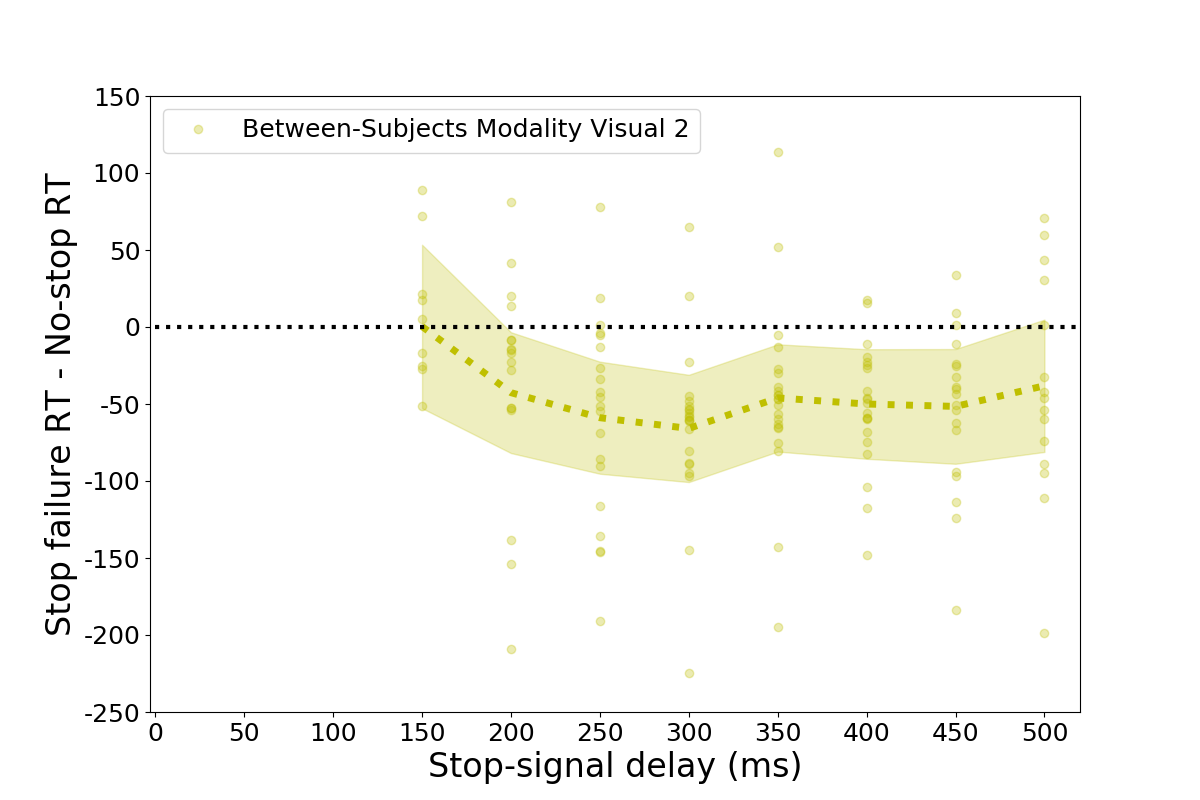 Between-Subjects Modality Visual 2
Stop failure RT - No-stop RT
150
100
50
0
-50
-100
-150
-200
-250
0 50 100 150 200 250 300 350 400 450 500
Stop-signal delay (ms)